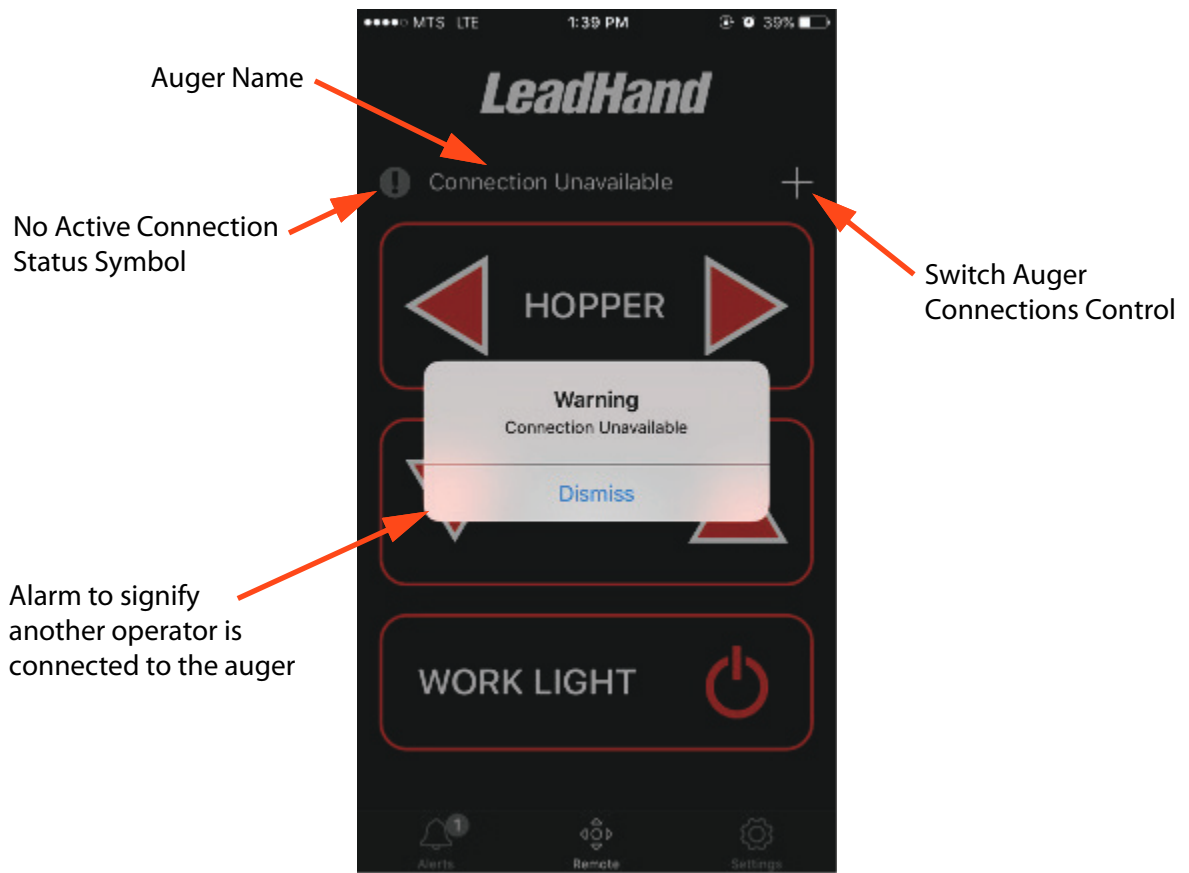 MTS LTE 1:39 PM 39%
Auger Name
LeadHand
Connection Unavailable
No Active Connection
Status Symbol
Switch Auger
Connections Control
HOPPER
Warning
Connection Unavailable
Dismiss
Alarm to signify
another operator is
connected to the auger
WORK LIGHT
1
Alerts Remote Settings